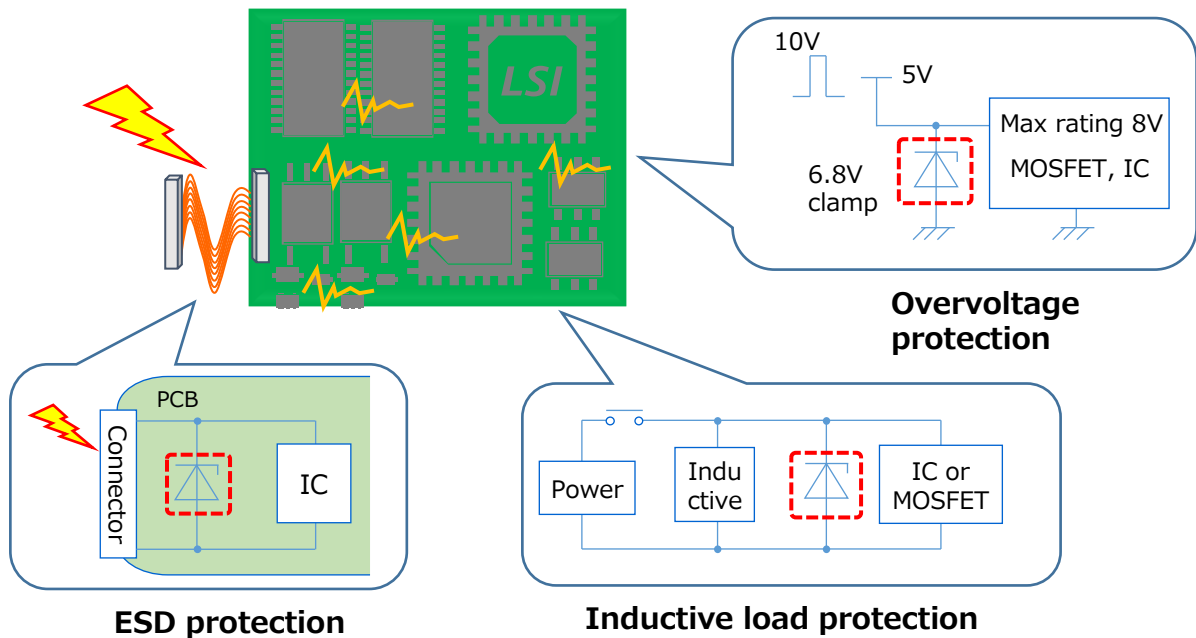 LSI
10V
5V
6.8V
clamp
Max rating 8V
MOSFET, IC
Overvoltage
protection
PCB
Connector
IC
ESD protection
Power
Indu
ctive
IC or
MOSFET
Inductive load protection